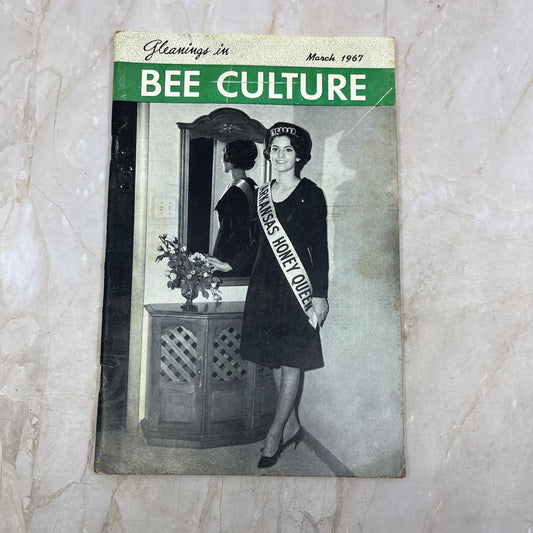 Gleanings in March 1967
BEE CULTURE
ARKANSAS HONEY QUEEN